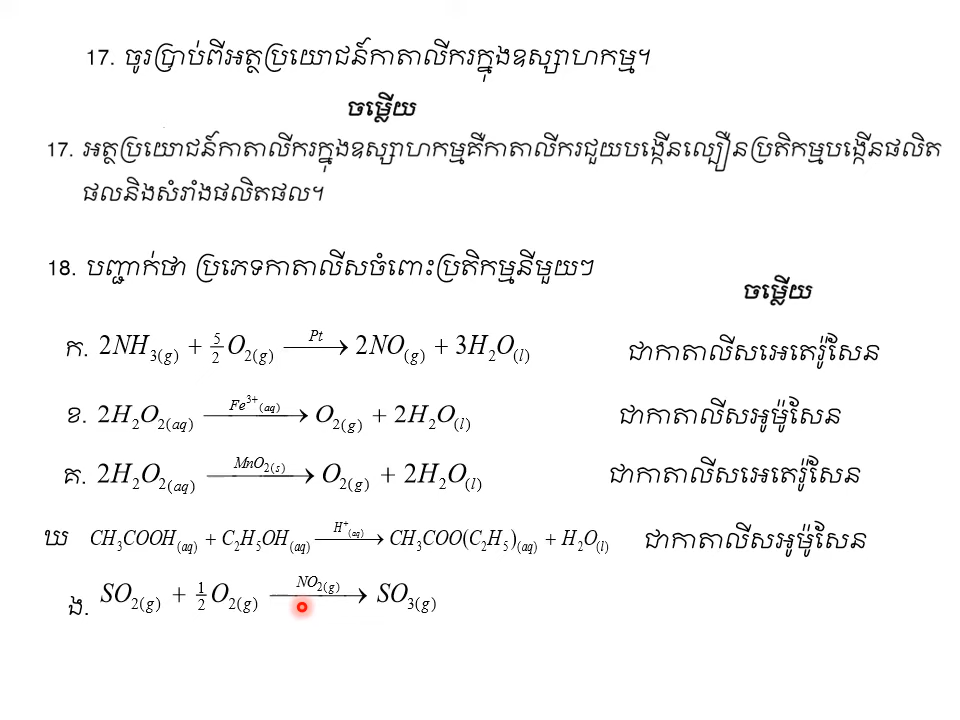 17. ចូរប្រាប់ពីអត្ថប្រយោជន៍កាតាលីករក្នុងឧស្សាហកម្ម។
ចម្លើយ
17. អត្ថប្រយោជន៍កាតាលីករក្នុងឧស្សាហកម្មគឺកាតាលីករជួយបង្កើនល្បឿនប្រតិកម្មបង្កើនផលិត
ផលនិងសំរាំងផលិតផល។
18. បញ្ជាក់ថា ប្រភេទកាតាលីសចំពោះប្រតិកម្មនីមួយៗ
ចម្លើយ
ក. 2NH₃(g) + 5/2 O₂(g) —Pt→ 2NO(g) + 3H₂O(l) ជាកាតាលីសអេតេរ៉ូសែន
ខ. 2H₂O₂(aq) —Fe³⁺(aq)→ O₂(g) + 2H₂O(l) ជាកាតាលីសអូម៉ូសែន
គ. 2H₂O₂(aq) —MnO₂(s)→ O₂(g) + 2H₂O(l) ជាកាតាលីសអេតេរ៉ូសែន
ឃ CH₃COOH(aq) + C₂H₅OH(aq) —H⁺(aq)→ CH₃COO(C₂H₅)(aq) + H₂O(l) ជាកាតាលីសអូម៉ូសែន
ង. SO₂(g) + 1/2 O₂(g) —NO₂(g)→ SO₃(g)